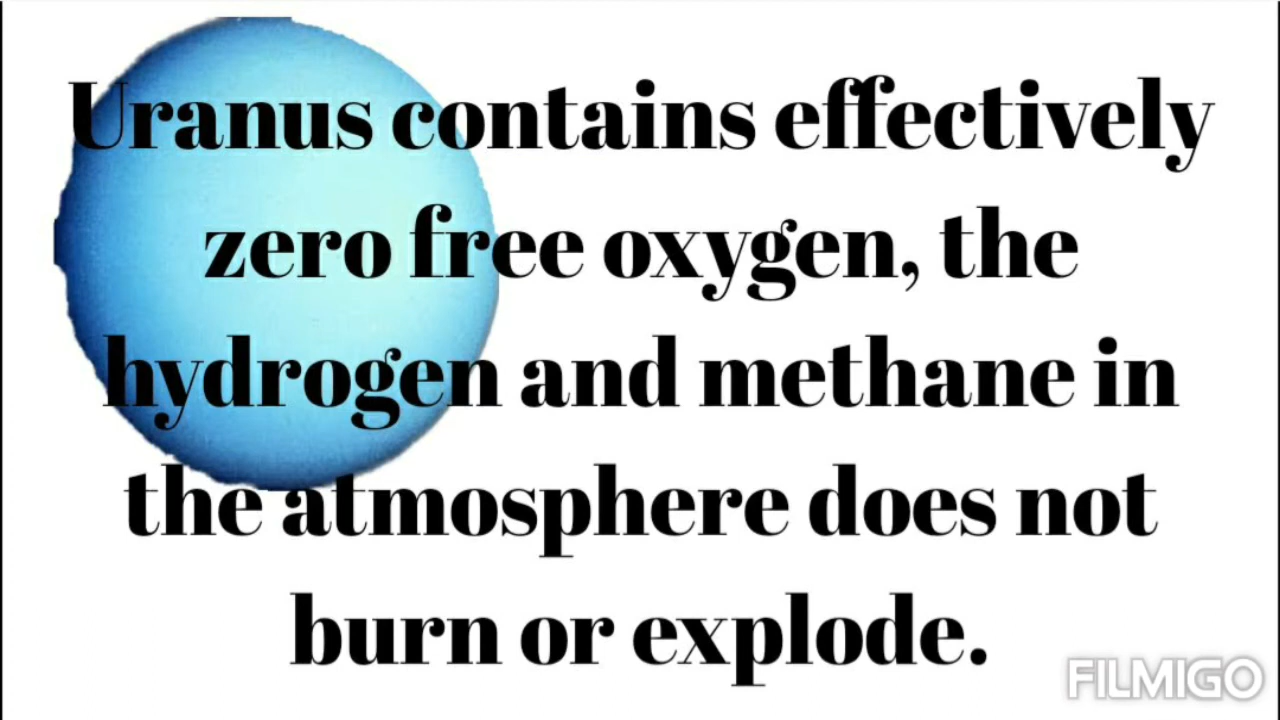 Uranus contains effectively
zero free oxygen, the
hydrogen and methane in
the atmosphere does not
burn or explode.
FILMIGO